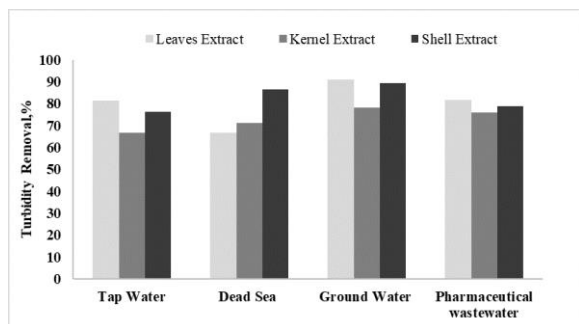 Leaves Extract Kernel Extract Shell Extract
Turbidity Removal,%
100
90
80
70
60
50
40
30
20
10
0
Tap Water Dead Sea Ground Water Pharmaceutical
wastewater